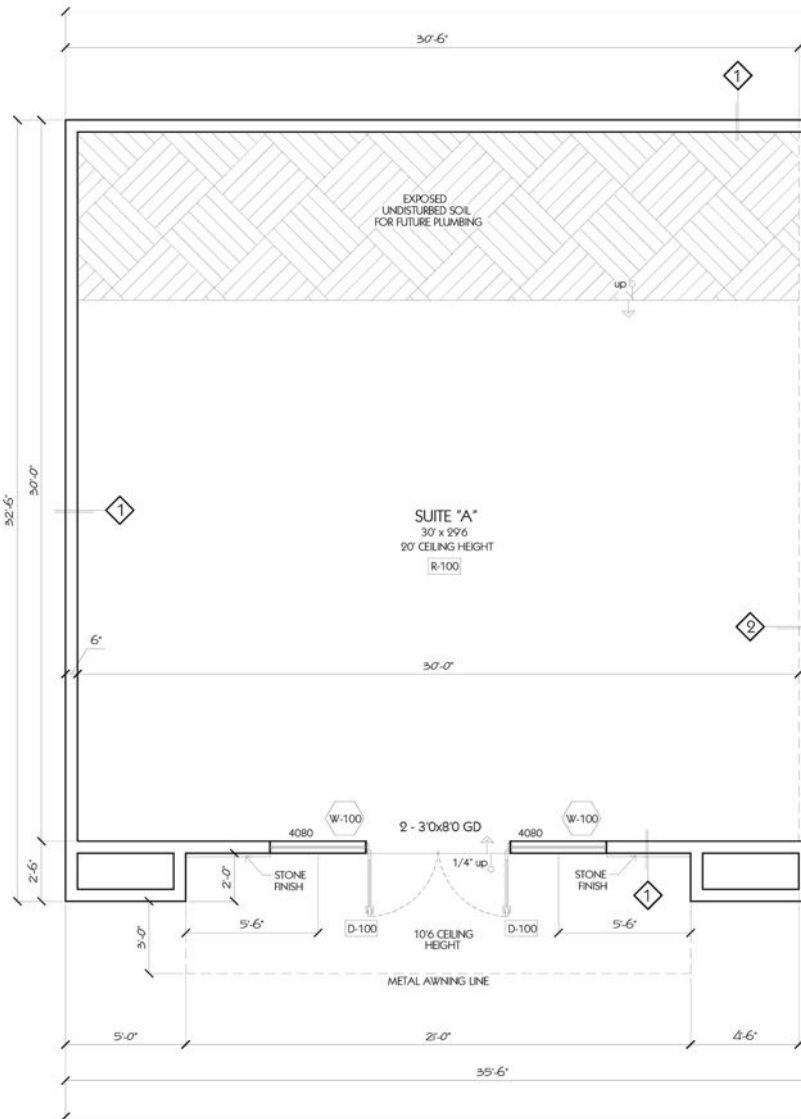 30'-6"
1
EXPOSED
UNDISTURBED SOIL
FOR FUTURE PLUMBING
up
32'-6"
30'-0"
1
SUITE "A"
30' x 29'6
20' CEILING HEIGHT
R-100
2
6"
30'-0"
W-100
2 - 3'0x8'0 GD
W-100
4080
4080
1/4" up
2'-6"
2'-0"
STONE
FINISH
STONE
FINISH
1
3'-0"
5'-6"
D-100
10'6 CEILING
HEIGHT
D-100
5'-6"
METAL AWNING LINE
5'-0"
21'-0"
4'-6"
35'-6"